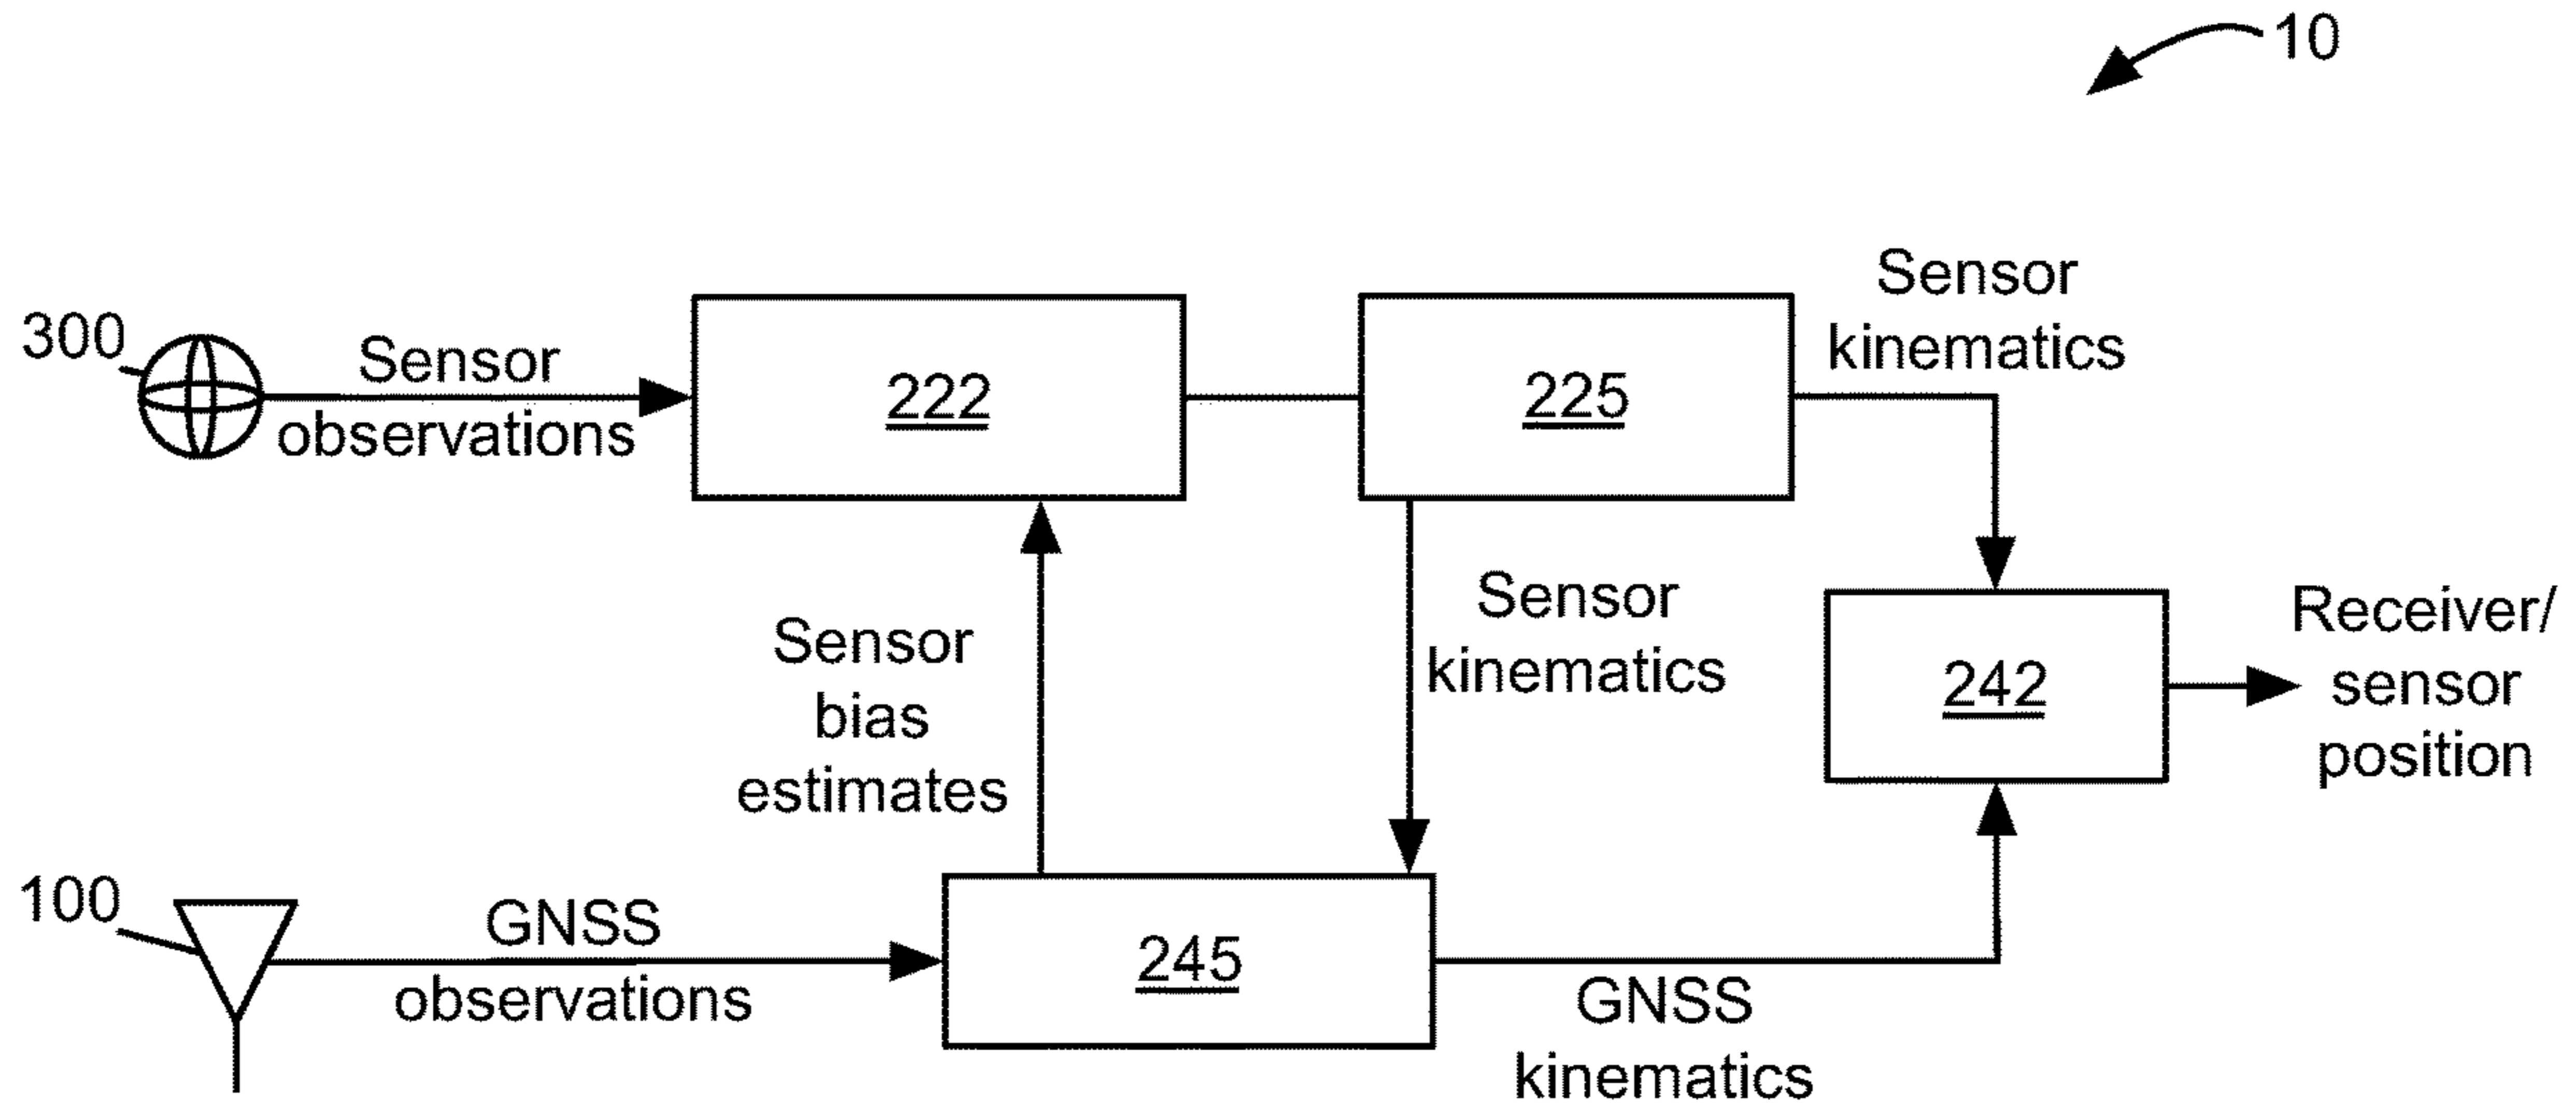 10
Sensor
kinematics
300
Sensor
observations
222
225
Sensor
kinematics
Sensor
bias
estimates
Receiver/
sensor
position
242
100
GNSS
observations
245
GNSS
kinematics